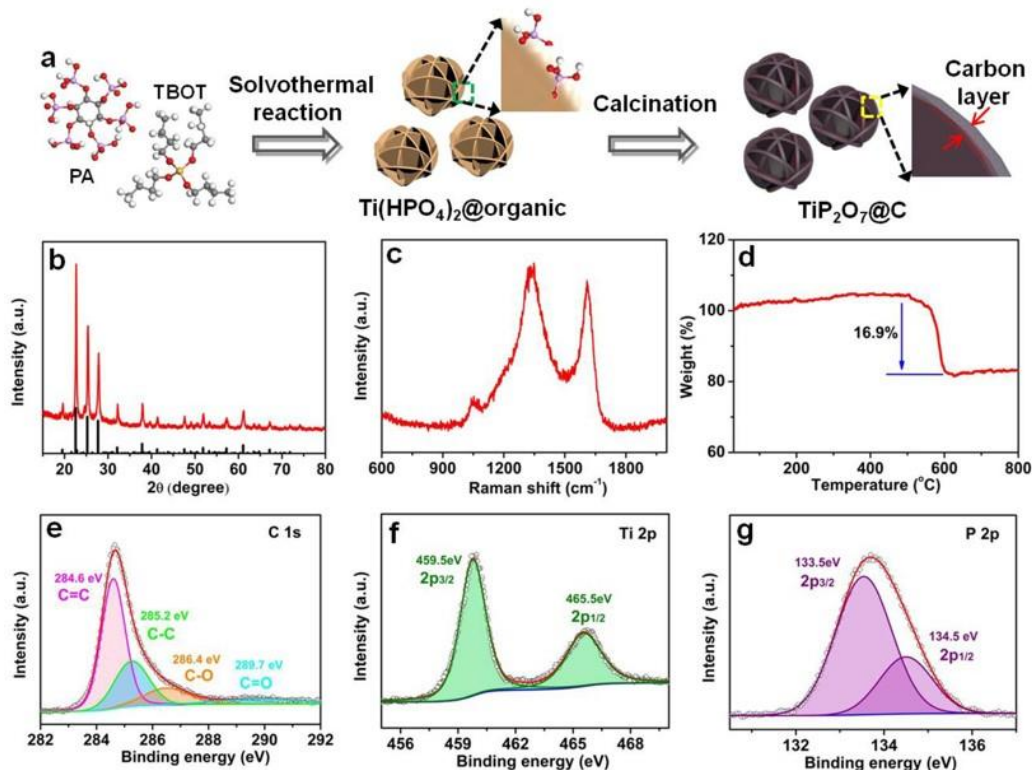 a
PA
TBOT
Solvothermal
reaction
Ti(HPO₄)₂@organic
Calcination
TiP₂O₇@C
Carbon
layer
b
Intensity (a.u.)
20 30 40 50 60 70 80
2θ (degree)
c
Intensity (a.u.)
600 1000 1400 1800
Raman shift (cm⁻¹)
d
Weight (%)
120
100
80
60
16.9%
200 400 600 800
Temperature (°C)
e
C 1s
Intensity (a.u.)
284.6 eV
C=C
285.2 eV
C-C
286.4 eV
C-O
289.7 eV
C=O
282 284 286 288 290 292
Binding energy (eV)
f
Ti 2p
Intensity (a.u.)
459.5eV
2p3/2
465.5eV
2p1/2
456 459 462 465 468
Binding energy (eV)
g
P 2p
Intensity (a.u.)
133.5eV
2p3/2
134.5 eV
2p1/2
132 134 136
Binding energy (eV)